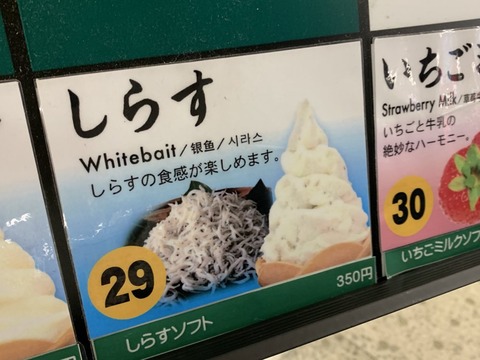 しらす
Whitebait/银鱼/시라스
しらすの食感が楽しめます。
29
しらすソフト
350円
いちご
Strawberry Milk/草莓
いちごと牛乳の
絶妙なハーモニー。
30
いちごミルクソフ
円